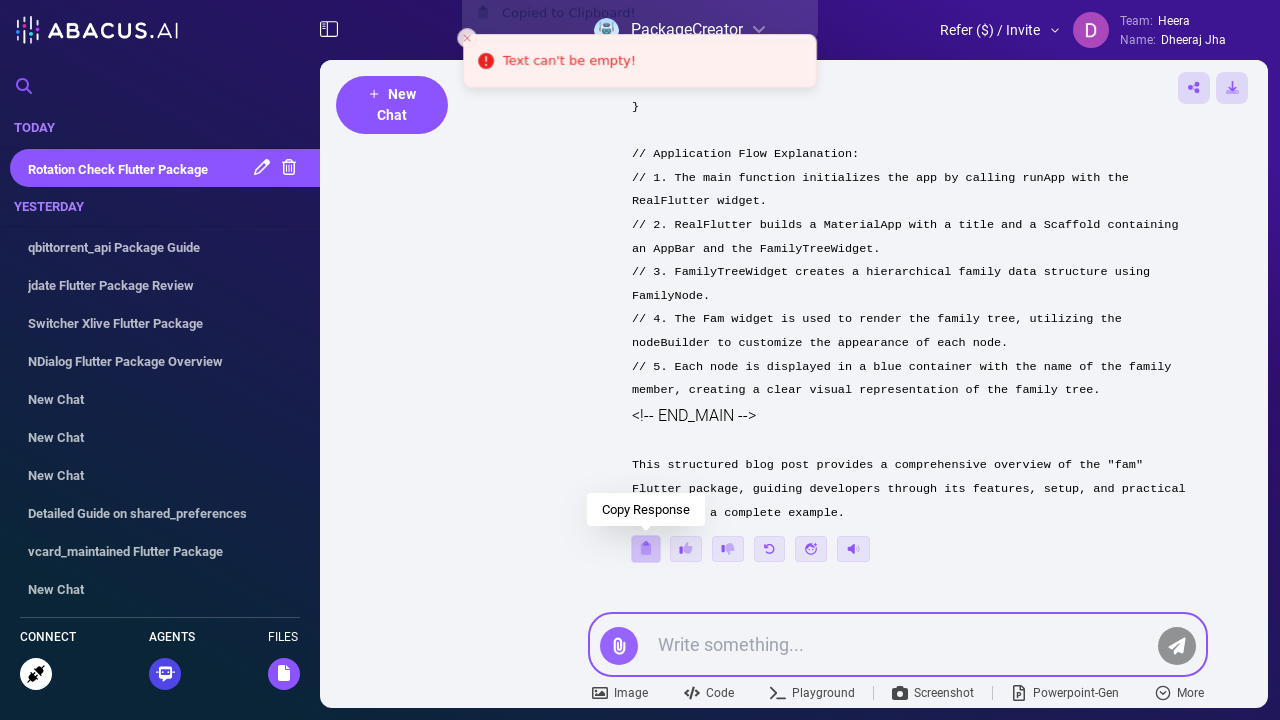 ABACUS.AI
Copied to Clipboard!
PackageCreator
Refer ($) / Invite
D
Team: Heera
Name: Dheeraj Jha
Text can't be empty!
+ New
Chat
TODAY
Rotation Check Flutter Package
YESTERDAY
qbittorrent_api Package Guide
jdate Flutter Package Review
Switcher Xlive Flutter Package
NDialog Flutter Package Overview
New Chat
New Chat
New Chat
Detailed Guide on shared_preferences
vcard_maintained Flutter Package
New Chat
CONNECT
AGENTS
FILES
}
// Application Flow Explanation:
// 1. The main function initializes the app by calling runApp with the
RealFlutter widget.
// 2. RealFlutter builds a MaterialApp with a title and a Scaffold containing
an AppBar and the FamilyTreeWidget.
// 3. FamilyTreeWidget creates a hierarchical family data structure using
FamilyNode.
// 4. The Fam widget is used to render the family tree, utilizing the
nodeBuilder to customize the appearance of each node.
// 5. Each node is displayed in a blue container with the name of the family
member, creating a clear visual representation of the family tree.
<!-- END_MAIN -->
This structured blog post provides a comprehensive overview of the "fam"
Flutter package, guiding developers through its features, setup, and practical
a complete example.
Copy Response
Write something...
Image
Code
Playground
Screenshot
Powerpoint-Gen
More